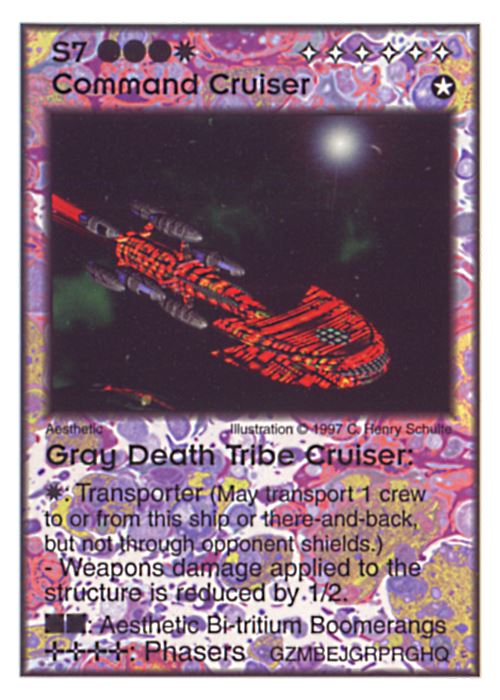 S7 ●●●✷ ✧✧✧✧✧✧
Command Cruiser ✪
Aesthetic Illustration © 1997 C. Henry Schulte
Gray Death Tribe Cruiser:
✷: Transporter (May transport 1 crew
to or from this ship or there-and-back,
but not through opponent shields.)
- Weapons damage applied to the
structure is reduced by 1/2.
■■: Aesthetic Bi-tritium Boomerangs
✢✢✢✢: Phasers GZMBEJGRPRGHQ